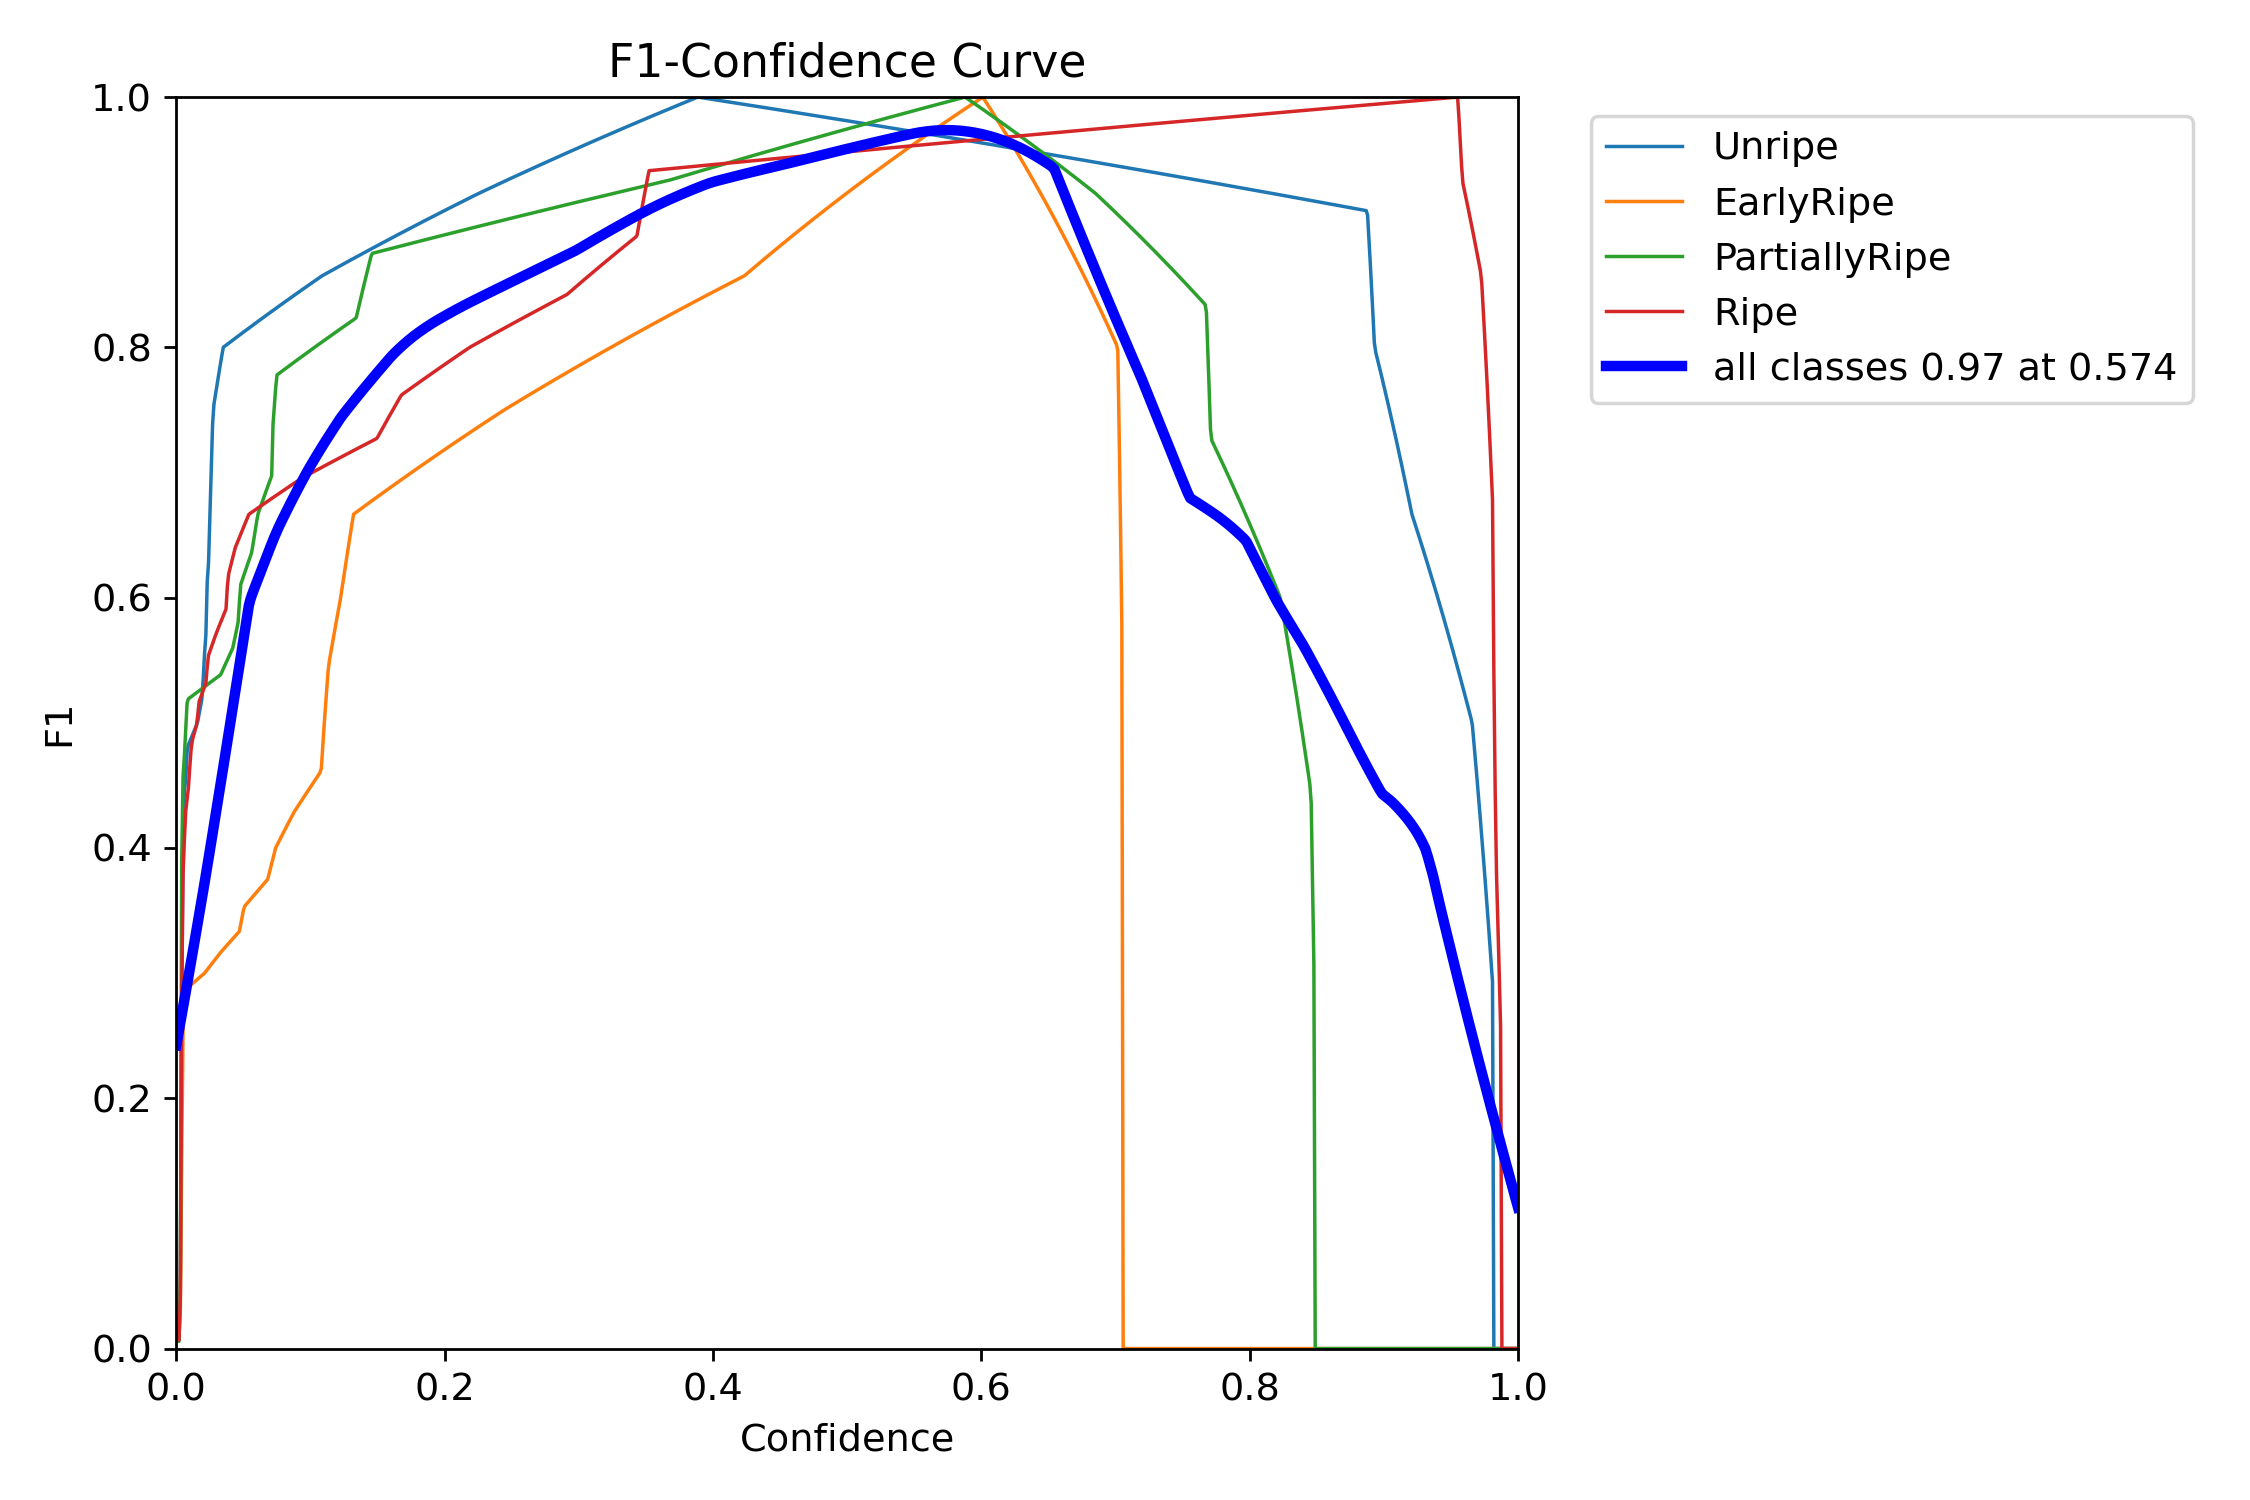 F1-Confidence Curve
1.0
0.8
0.6
0.4
0.2
0.0
F1
0.0 0.2 0.4 0.6 0.8 1.0
Confidence
Unripe
EarlyRipe
PartiallyRipe
Ripe
all classes 0.97 at 0.574